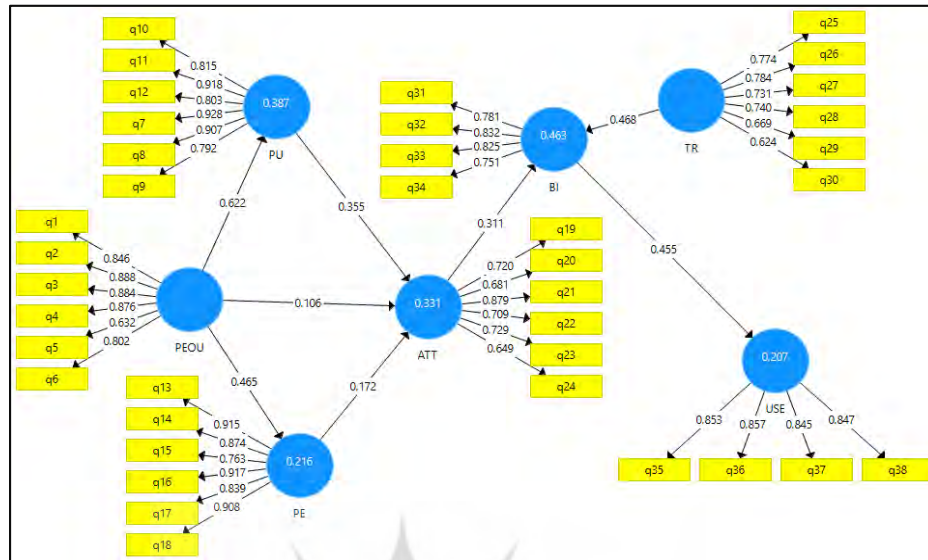 q10
q11
q12
q7
q8
q9
0.815
0.918
0.803
0.928
0.907
0.792
0.387
PU
q31
q32
q33
q34
0.781
0.832
0.825
0.751
0.463
BI
0.468
TR
q25
q26
q27
q28
q29
q30
0.774
0.784
0.731
0.740
0.669
0.624
0.622
0.355
0.311
0.455
q1
q2
q3
q4
q5
q6
0.846
0.888
0.884
0.876
0.632
0.802
PEOU
0.106
0.331
ATT
q19
q20
q21
q22
q23
q24
0.720
0.681
0.879
0.709
0.729
0.649
0.465
0.172
q13
q14
q15
q16
q17
q18
0.915
0.874
0.763
0.917
0.839
0.908
0.216
PE
0.207
USE
0.853
0.857
0.845
0.847
q35
q36
q37
q38